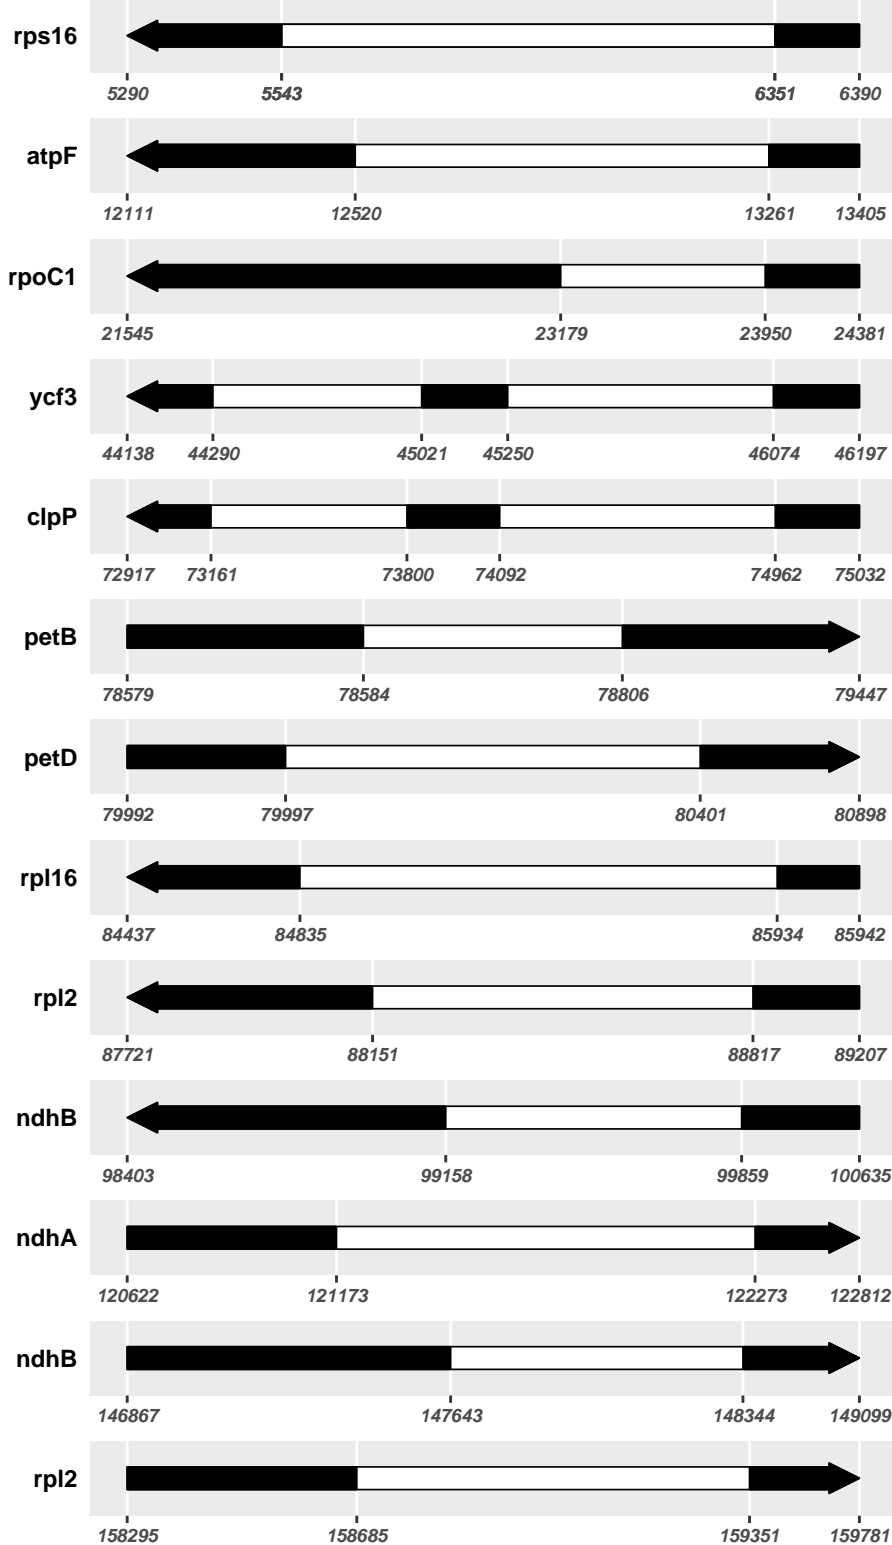 rps16
5290 5543 6351 6390
atpF
12111 12520 13261 13405
rpoC1
21545 23179 23950 24381
ycf3
44138 44290 45021 45250 46074 46197
clpP
72917 73161 73800 74092 74962 75032
petB
78579 78584 78806 79447
petD
79992 79997 80401 80898
rpl16
84437 84835 85934 85942
rpl2
87721 88151 88817 89207
ndhB
98403 99158 99859 100635
ndhA
120622 121173 122273 122812
ndhB
146867 147643 148344 149099
rpl2
158295 158685 159351 159781